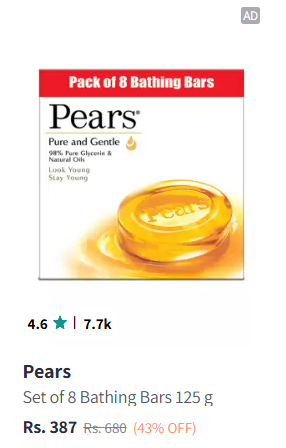 AD
Pack of 8 Bathing Bars
Pears®
Pure and Gentle
98% Pure Glycerin &
Natural Oils
Look Young
Stay Young
Pears
4.6 ★ | 7.7k
Pears
Set of 8 Bathing Bars 125 g
Rs. 387 Rs. 680 (43% OFF)